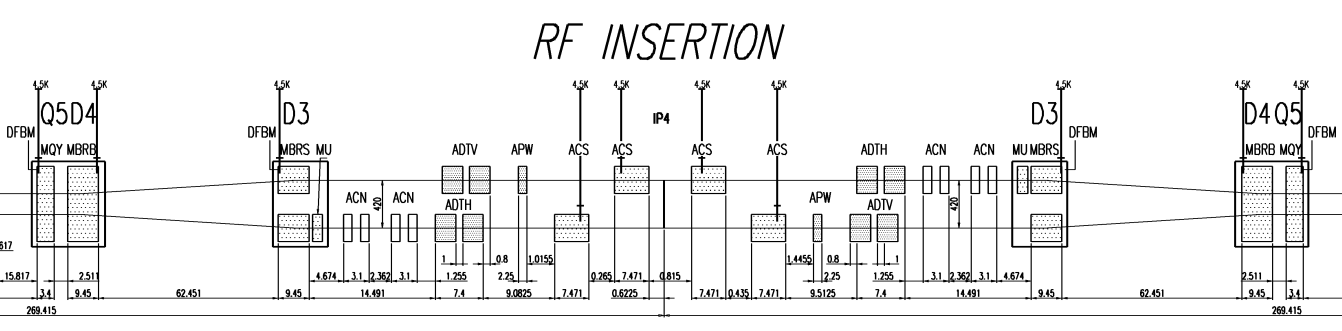 RF INSERTION
4.5K 4.5K 4.5K 4.5K 4.5K 4.5K 4.5K 4.5K 4.5K 4.5K
Q5 D4 D3 IP4 D3 D4 Q5
DFBM DFBM DFBM DFBM
MQY MBRB MBRS MU ADTV APW ACS ACS ACS ACS ADTH ACN ACN MU MBRS MBRB MQY
ACN ACN ADTH 420 APW ADTV 420
617
1 0.8 1.0155 1.4455 0.8 1
15.817 2.511 4.674 3.1 2.362 3.1 1.255 2.25 0.265 7.471 0.815 2.25 1.255 3.1 2.362 3.1 4.674 2.511
3.4 9.45 62.451 9.45 14.491 7.4 9.0825 7.471 0.6225 7.471 0.435 7.471 9.5125 7.4 14.491 9.45 62.451 9.45 3.4
269.415 269.415